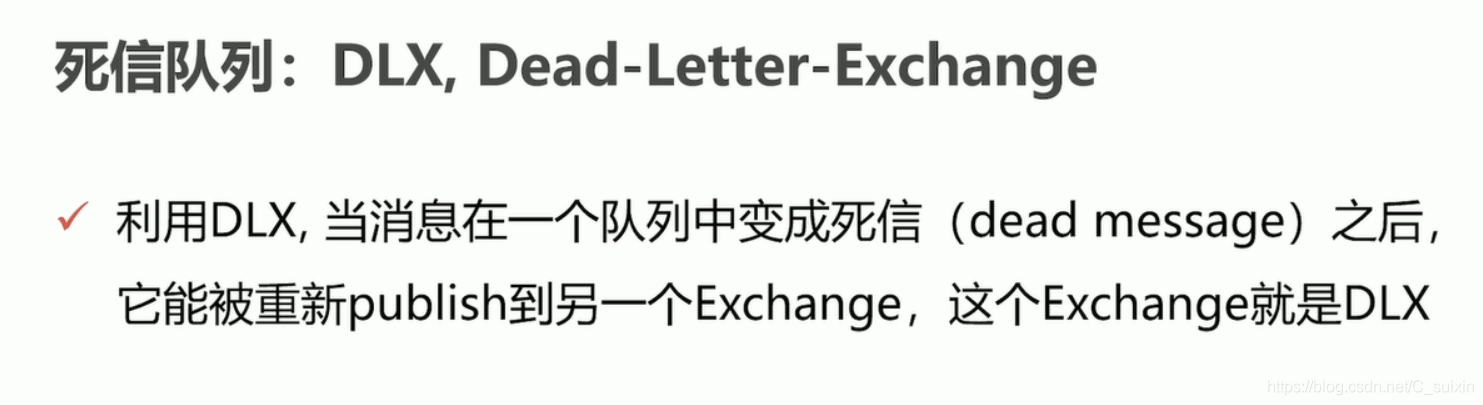 死信队列：DLX, Dead-Letter-Exchange
✓ 利用DLX, 当消息在一个队列中变成死信（dead message）之后，
它能被重新publish到另一个Exchange，这个Exchange就是DLX
https://blog.csdn.net/C_suixin